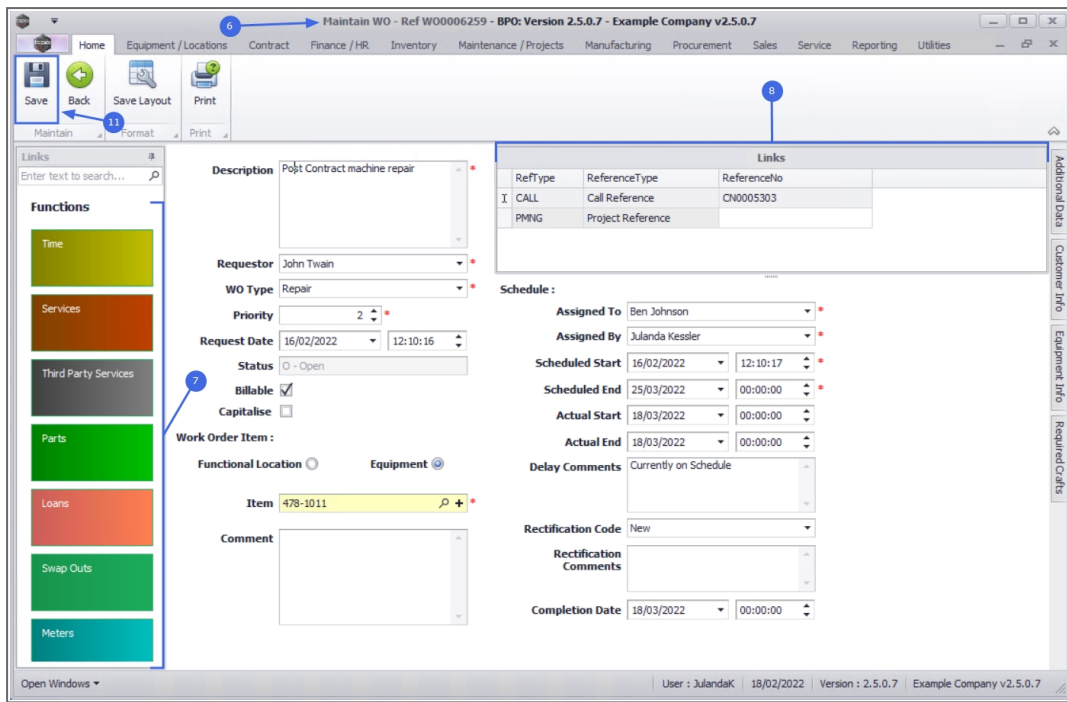 Maintain WO - Ref WO0006259 - BPO: Version 2.5.0.7 - Example Company v2.5.0.7
6
Home Equipment / Locations Contract Finance / HR Inventory Maintenance / Projects Manufacturing Procurement Sales Service Reporting Utilities
Save Back Save Layout Print
8
11
Maintain Format Print
Links
Enter text to search...
Functions
Time
Services
Third Party Services
7
Parts
Loans
Swap Outs
Meters
Description Post Contract machine repair *
Requestor John Twain *
WO Type Repair *
Priority 2 *
Request Date 16/02/2022 12:10:16
Status O - Open
Billable
Capitalise
Work Order Item :
Functional Location Equipment
Item 478-1011 *
Comment
Links
RefType ReferenceType ReferenceNo
CALL Call Reference CN0005303
PMNG Project Reference
Schedule :
Assigned To Ben Johnson *
Assigned By Julanda Kessler *
Scheduled Start 16/02/2022 12:10:17 *
Scheduled End 25/03/2022 00:00:00 *
Actual Start 18/03/2022 00:00:00
Actual End 18/03/2022 00:00:00
Delay Comments Currently on Schedule
Rectification Code New
Rectification
Comments
Completion Date 18/03/2022 00:00:00
Additional Data
Customer Info
Equipment Info
Required Crafts
Open Windows User : JulandaK 18/02/2022 Version : 2.5.0.7 Example Company v2.5.0.7